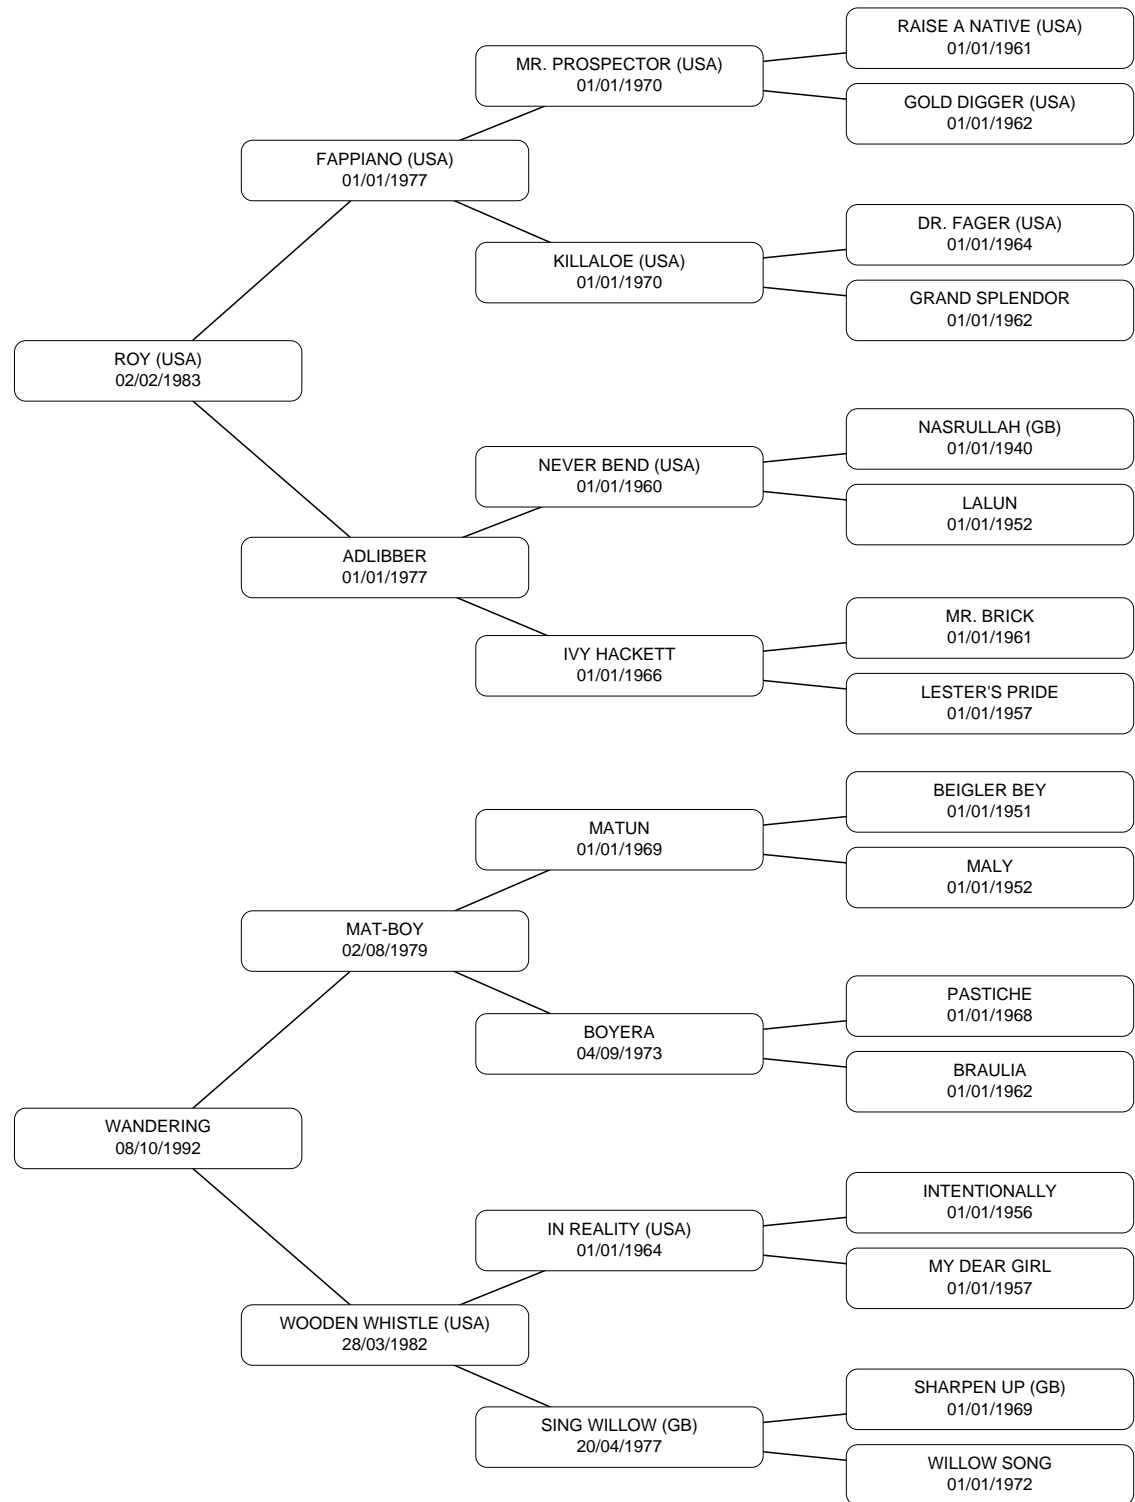 RAISE A NATIVE (USA)
01/01/1961
MR. PROSPECTOR (USA)
01/01/1970
GOLD DIGGER (USA)
01/01/1962
FAPPIANO (USA)
01/01/1977
DR. FAGER (USA)
01/01/1964
KILLALOE (USA)
01/01/1970
GRAND SPLENDOR
01/01/1962
ROY (USA)
02/02/1983
NASRULLAH (GB)
01/01/1940
NEVER BEND (USA)
01/01/1960
LALUN
01/01/1952
ADLIBBER
01/01/1977
MR. BRICK
01/01/1961
IVY HACKETT
01/01/1966
LESTER'S PRIDE
01/01/1957
BEIGLER BEY
01/01/1951
MATUN
01/01/1969
MALY
01/01/1952
MAT-BOY
02/08/1979
PASTICHE
01/01/1968
BOYERA
04/09/1973
BRAULIA
01/01/1962
WANDERING
08/10/1992
INTENTIONALLY
01/01/1956
IN REALITY (USA)
01/01/1964
MY DEAR GIRL
01/01/1957
WOODEN WHISTLE (USA)
28/03/1982
SHARPEN UP (GB)
01/01/1969
SING WILLOW (GB)
20/04/1977
WILLOW SONG
01/01/1972